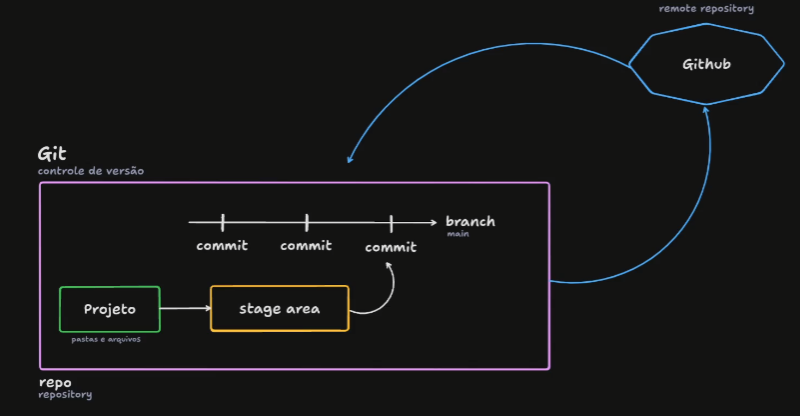 remote repository
Github
Git
controle de versão
branch
main
commit
commit
commit
Projeto
stage area
pastas e arquivos
repo
repository